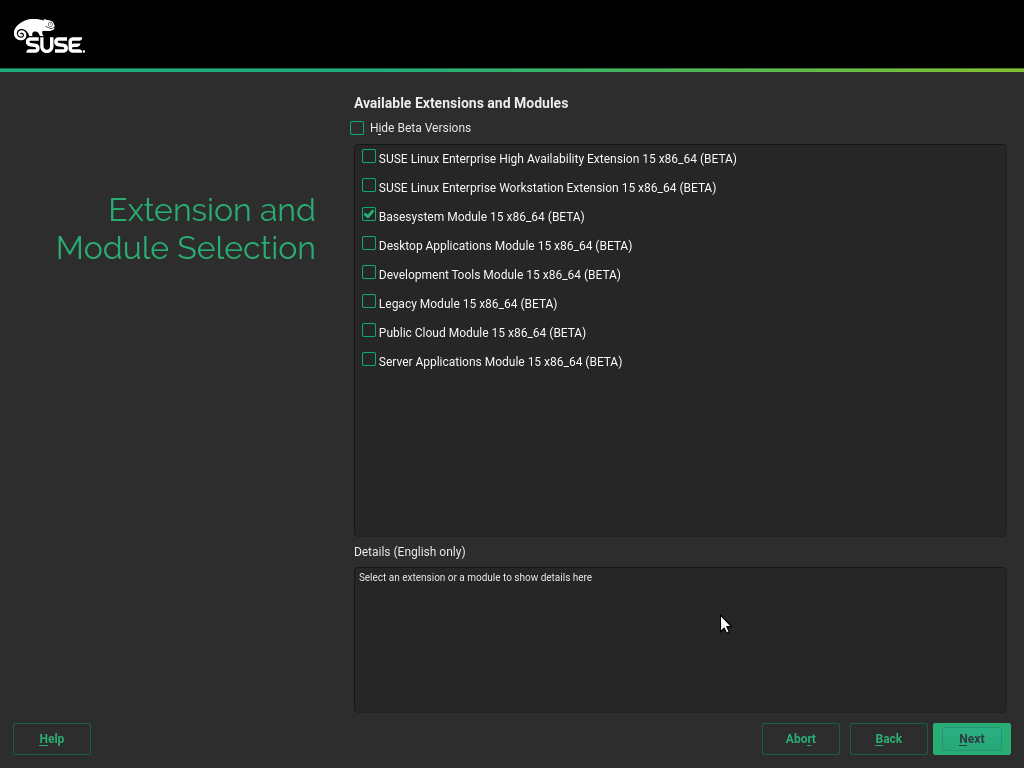 SUSE.
Available Extensions and Modules
Hide Beta Versions
Extension and
Module Selection
SUSE Linux Enterprise High Availability Extension 15 x86_64 (BETA)
SUSE Linux Enterprise Workstation Extension 15 x86_64 (BETA)
Basesystem Module 15 x86_64 (BETA)
Desktop Applications Module 15 x86_64 (BETA)
Development Tools Module 15 x86_64 (BETA)
Legacy Module 15 x86_64 (BETA)
Public Cloud Module 15 x86_64 (BETA)
Server Applications Module 15 x86_64 (BETA)
Details (English only)
Select an extension or a module to show details here
Help
Abort
Back
Next